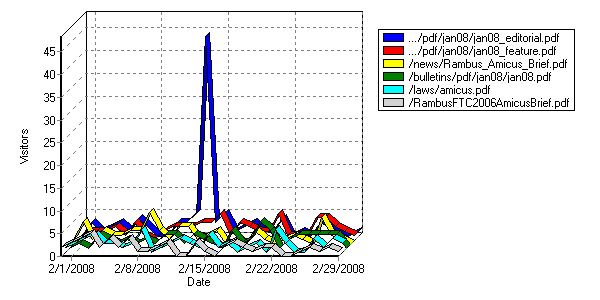 .../pdf/jan08/jan08_editorial.pdf
.../pdf/jan08/jan08_feature.pdf
/news/Rambus_Amicus_Brief.pdf
/bulletins/pdf/jan08/jan08.pdf
/laws/amicus.pdf
/RambusFTC2006AmicusBrief.pdf
Visitors
45
40
35
30
25
20
15
10
5
0
2/1/2008 2/8/2008 2/15/2008 2/22/2008 2/29/2008
Date